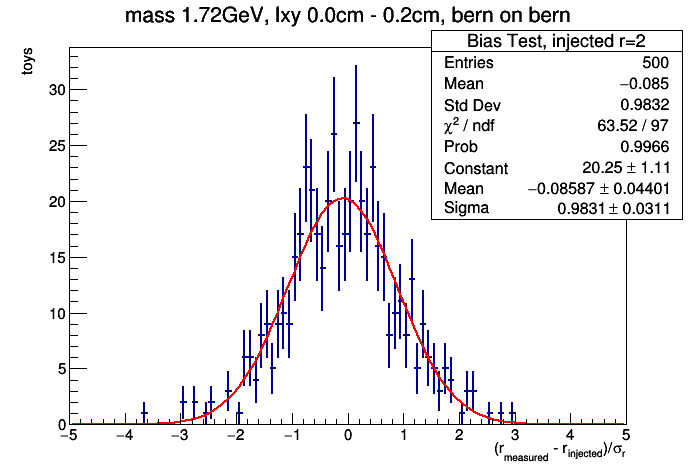 mass 1.72GeV, lxy 0.0cm - 0.2cm, bern on bern
Bias Test, injected r=2
Entries 500
Mean −0.085
Std Dev 0.9832
χ² / ndf 63.52 / 97
Prob 0.9966
Constant 20.25 ± 1.11
Mean −0.08587 ± 0.04401
Sigma 0.9831 ± 0.0311
toys
30
25
20
15
10
5
0
−5 −4 −3 −2 −1 0 1 2 3 4 5
(r_measured - r_injected)/σ_r